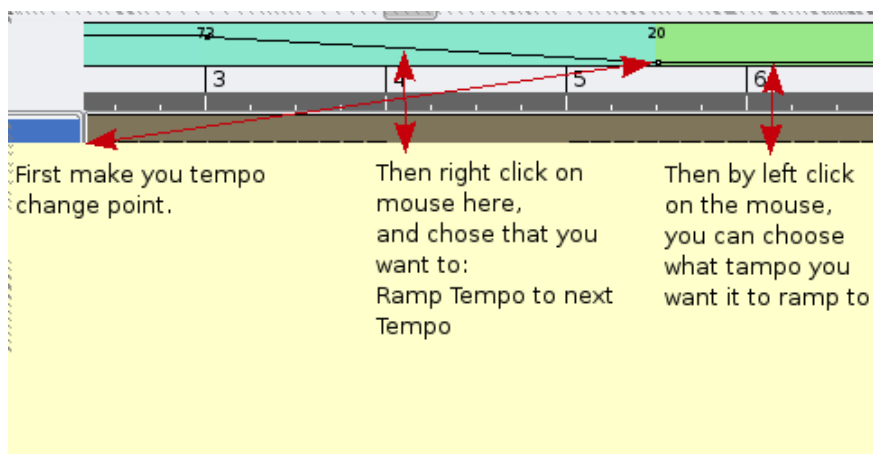 73
20
3
4
5
6
First make you tempo
change point.
Then right click on
mouse here,
and chose that you
want to:
Ramp Tempo to next
Tempo
Then by left click
on the mouse,
you can choose
what tampo you
want it to ramp to